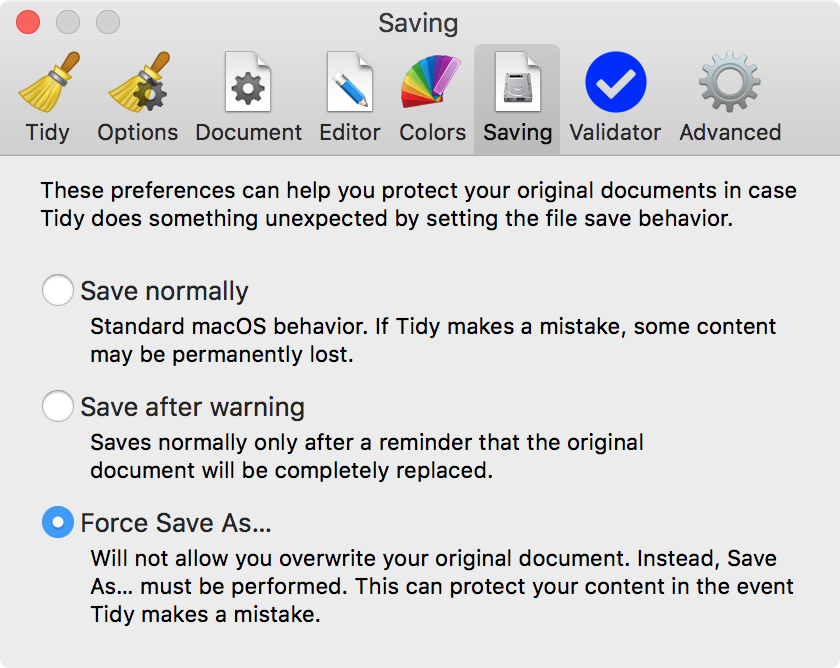 Saving
Tidy Options Document Editor Colors Saving Validator Advanced
These preferences can help you protect your original documents in case
Tidy does something unexpected by setting the file save behavior.
Save normally
Standard macOS behavior. If Tidy makes a mistake, some content
may be permanently lost.
Save after warning
Saves normally only after a reminder that the original
document will be completely replaced.
Force Save As...
Will not allow you overwrite your original document. Instead, Save
As... must be performed. This can protect your content in the event
Tidy makes a mistake.